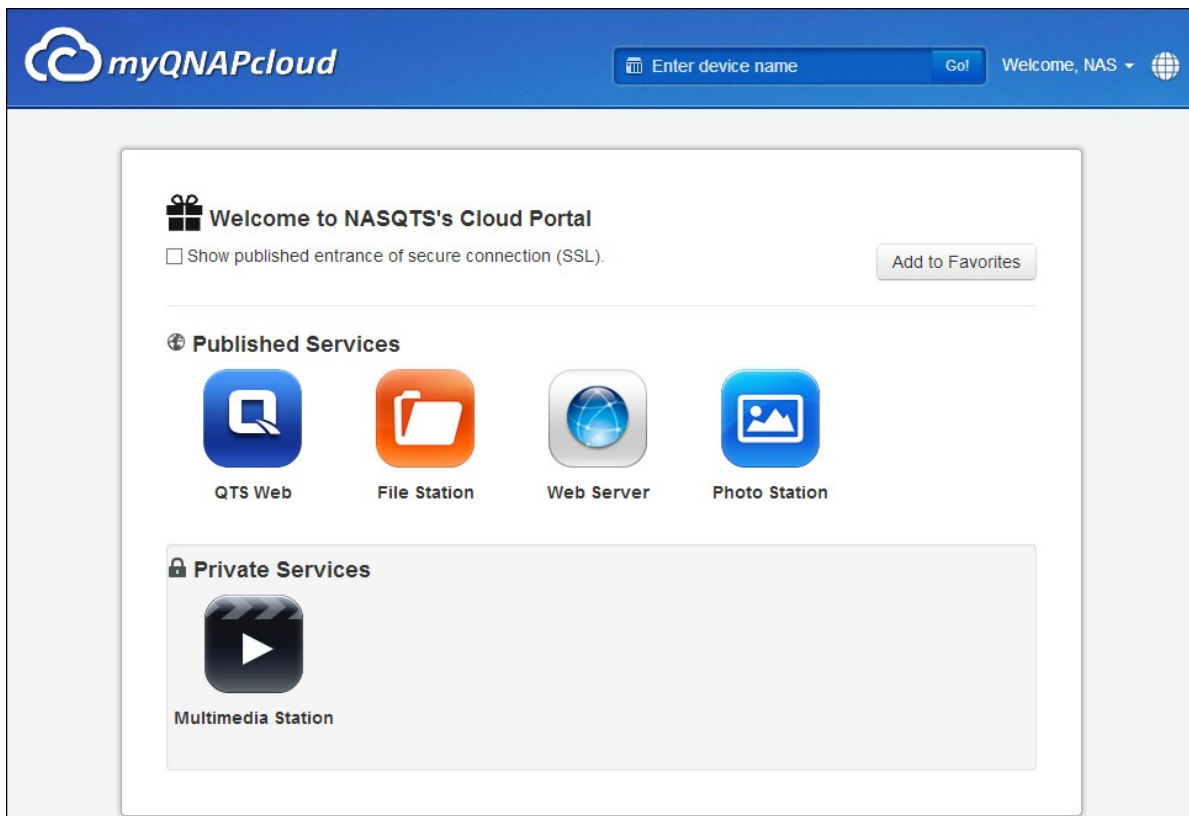 myQNAPcloud
Enter device name Go! Welcome, NAS
Welcome to NASQTS's Cloud Portal
Show published entrance of secure connection (SSL).
Add to Favorites
Published Services
QTS Web File Station Web Server Photo Station
Private Services
Multimedia Station